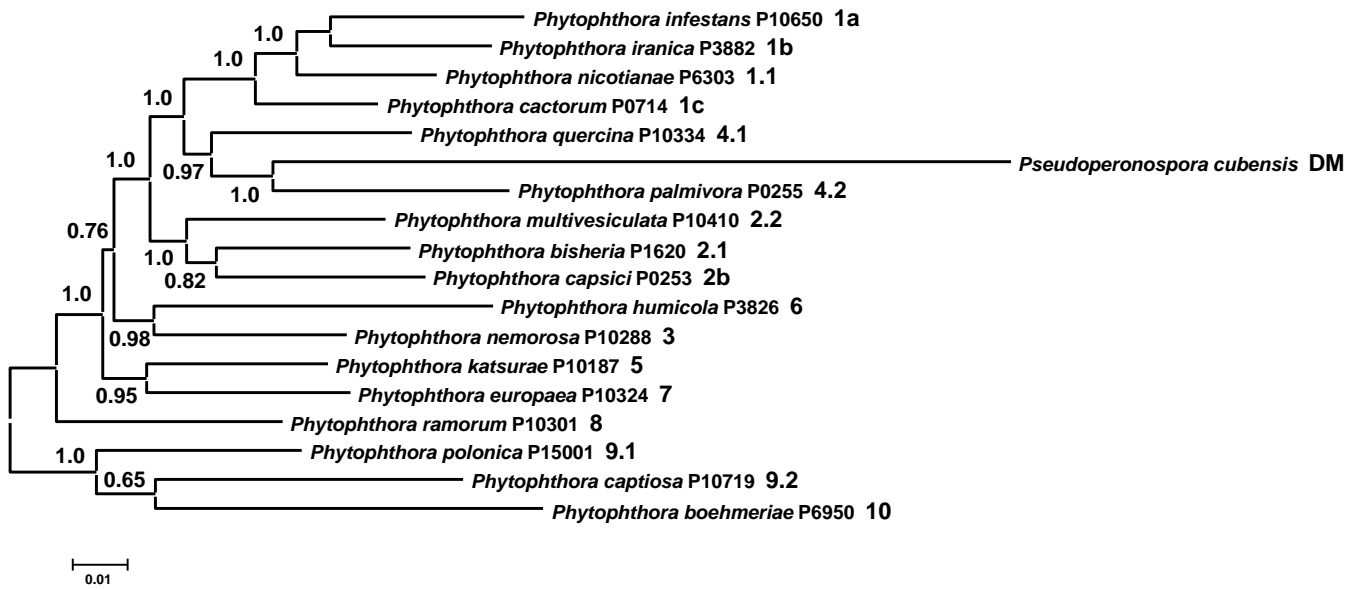 Phytophthora infestans P10650 1a
1.0
Phytophthora iranica P3882 1b
1.0
Phytophthora nicotianae P6303 1.1
1.0
Phytophthora cactorum P0714 1c
Phytophthora quercina P10334 4.1
1.0
0.97
Pseudoperonospora cubensis DM
1.0
Phytophthora palmivora P0255 4.2
Phytophthora multivesiculata P10410 2.2
0.76
Phytophthora bisheria P1620 2.1
1.0
0.82
Phytophthora capsici P0253 2b
1.0
Phytophthora humicola P3826 6
0.98
Phytophthora nemorosa P10288 3
Phytophthora katsurae P10187 5
0.95
Phytophthora europaea P10324 7
Phytophthora ramorum P10301 8
1.0
Phytophthora polonica P15001 9.1
0.65
Phytophthora captiosa P10719 9.2
Phytophthora boehmeriae P6950 10
0.01